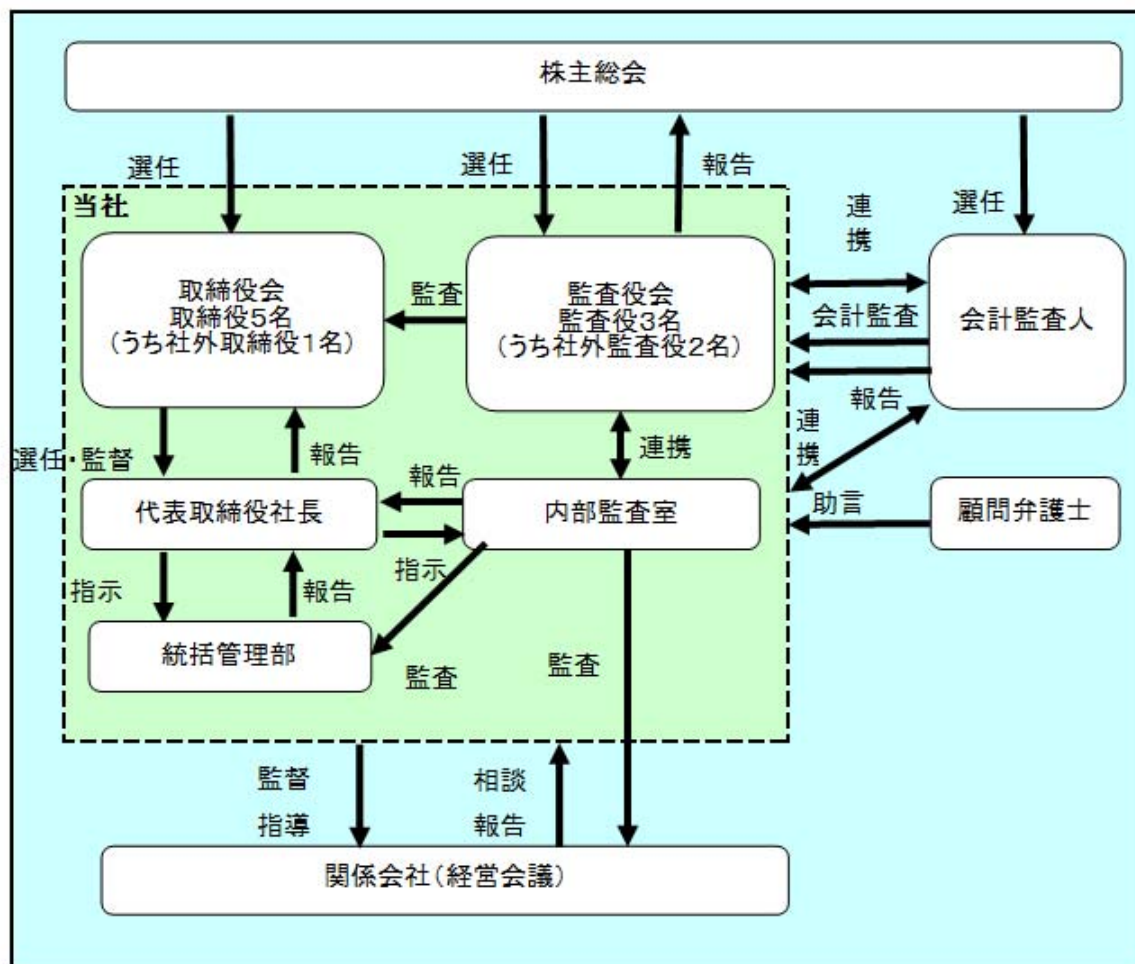 株主総会
選任
選任
報告
選任
当社
連
携
取締役会
取締役5名
(うち社外取締役1名)
監査
監査役会
監査役3名
(うち社外監査役2名)
会計監査
会計監査人
報告
連
携
選任・監督
報告
連携
代表取締役社長
報告
内部監査室
助言
顧問弁護士
指示
報告
指示
統括管理部
監査
監査
監督
指導
相談
報告
関係会社(経営会議)